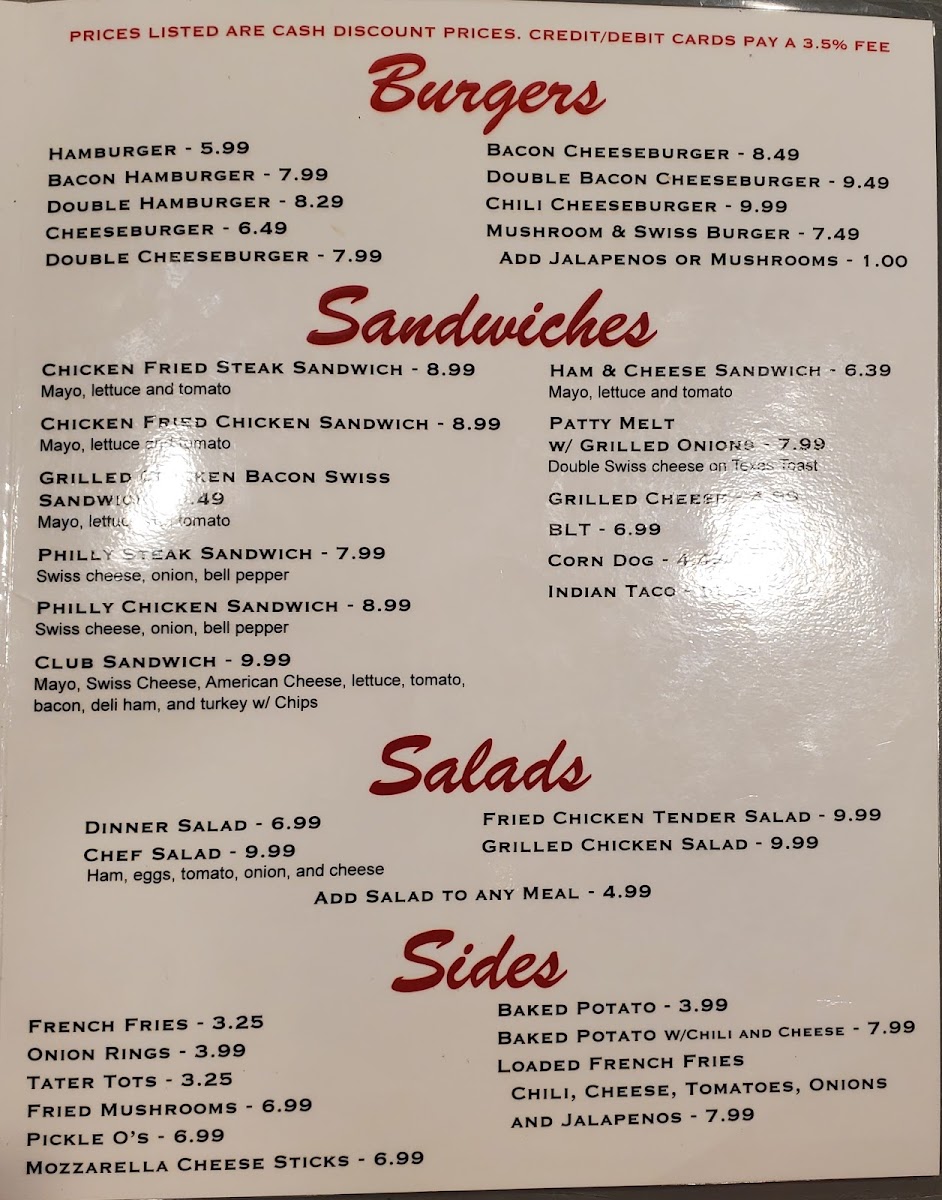 PRICES LISTED ARE CASH DISCOUNT PRICES. CREDIT/DEBIT CARDS PAY A 3.5% FEE
Burgers
HAMBURGER - 5.99
BACON HAMBURGER - 7.99
DOUBLE HAMBURGER - 8.29
CHEESEBURGER - 6.49
DOUBLE CHEESEBURGER - 7.99
BACON CHEESEBURGER - 8.49
DOUBLE BACON CHEESEBURGER - 9.49
CHILI CHEESEBURGER - 9.99
MUSHROOM & SWISS BURGER - 7.49
ADD JALAPENOS OR MUSHROOMS - 1.00
Sandwiches
CHICKEN FRIED STEAK SANDWICH - 8.99
Mayo, lettuce and tomato
CHICKEN FRIED CHICKEN SANDWICH - 8.99
Mayo, lettuce and tomato
GRILLED CHICKEN BACON SWISS
SANDWICH
Mayo, lettuce and tomato
PHILLY STEAK SANDWICH - 7.99
Swiss cheese, onion, bell pepper
PHILLY CHICKEN SANDWICH - 8.99
Swiss cheese, onion, bell pepper
CLUB SANDWICH - 9.99
Mayo, Swiss Cheese, American Cheese, lettuce, tomato,
bacon, deli ham, and turkey w/ Chips
HAM & CHEESE SANDWICH - 6.39
Mayo, lettuce and tomato
PATTY MELT
W/ GRILLED ONIONS - 7.99
Double Swiss cheese on Texas Toast
GRILLED CHEESE - 4.99
BLT - 6.99
CORN DOG -
INDIAN TACO -
Salads
DINNER SALAD - 6.99
CHEF SALAD - 9.99
Ham, eggs, tomato, onion, and cheese
FRIED CHICKEN TENDER SALAD - 9.99
GRILLED CHICKEN SALAD - 9.99
ADD SALAD TO ANY MEAL - 4.99
Sides
FRENCH FRIES - 3.25
ONION RINGS - 3.99
TATER TOTS - 3.25
FRIED MUSHROOMS - 6.99
PICKLE O'S - 6.99
MOZZARELLA CHEESE STICKS - 6.99
BAKED POTATO - 3.99
BAKED POTATO W/CHILI AND CHEESE - 7.99
LOADED FRENCH FRIES
CHILI, CHEESE, TOMATOES, ONIONS
AND JALAPENOS - 7.99